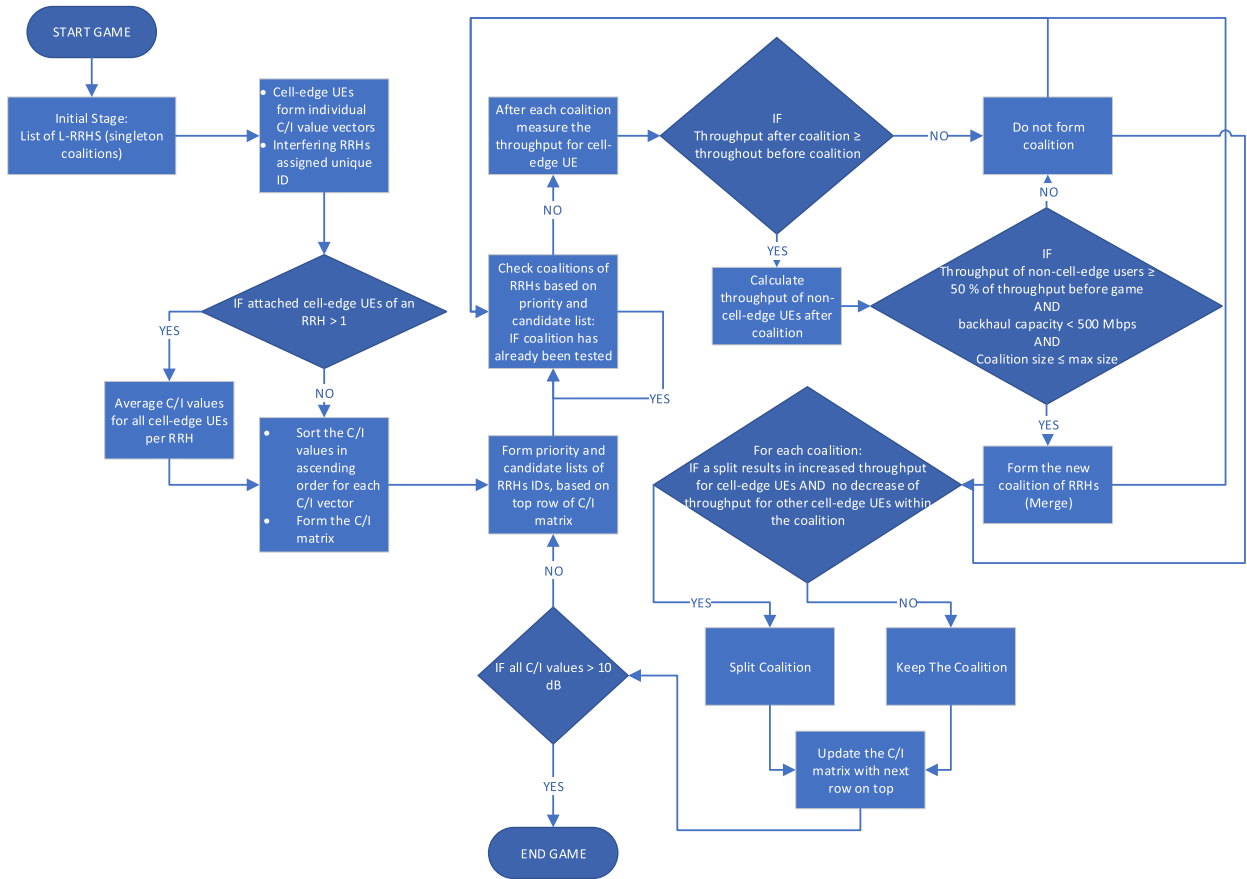 START GAME
Initial Stage:
List of L-RRHS (singleton
coalitions)
• Cell-edge UEs
form individual
C/I value vectors
• Interfering RRHs
assigned unique
ID
IF attached cell-edge UEs of an
RRH > 1
YES
NO
Average C/I values
for all cell-edge UEs
per RRH
• Sort the C/I
values in
ascending
order for each
C/I vector
• Form the C/I
matrix
Form priority and
candidate lists of
RRHs IDs, based on
top row of C/I
matrix
Check coalitions of
RRHs based on
priority and
candidate list:
IF coalition has
already been tested
YES
NO
After each coalition
measure the
throughput for cell-
edge UE
IF
Throughput after coalition ≥
throughout before coalition
NO
YES
Do not form
coalition
Calculate
throughput of non-
cell-edge UEs after
coalition
NO
IF
Throughput of non-cell-edge users ≥
50 % of throughput before game
AND
backhaul capacity < 500 Mbps
AND
Coalition size ≤ max size
YES
Form the new
coalition of RRHs
(Merge)
For each coalition:
IF a split results in increased throughput
for cell-edge UEs AND no decrease of
throughput for other cell-edge UEs within
the coalition
YES
NO
Split Coalition
Keep The Coalition
Update the C/I
matrix with next
row on top
IF all C/I values > 10
dB
NO
YES
END GAME